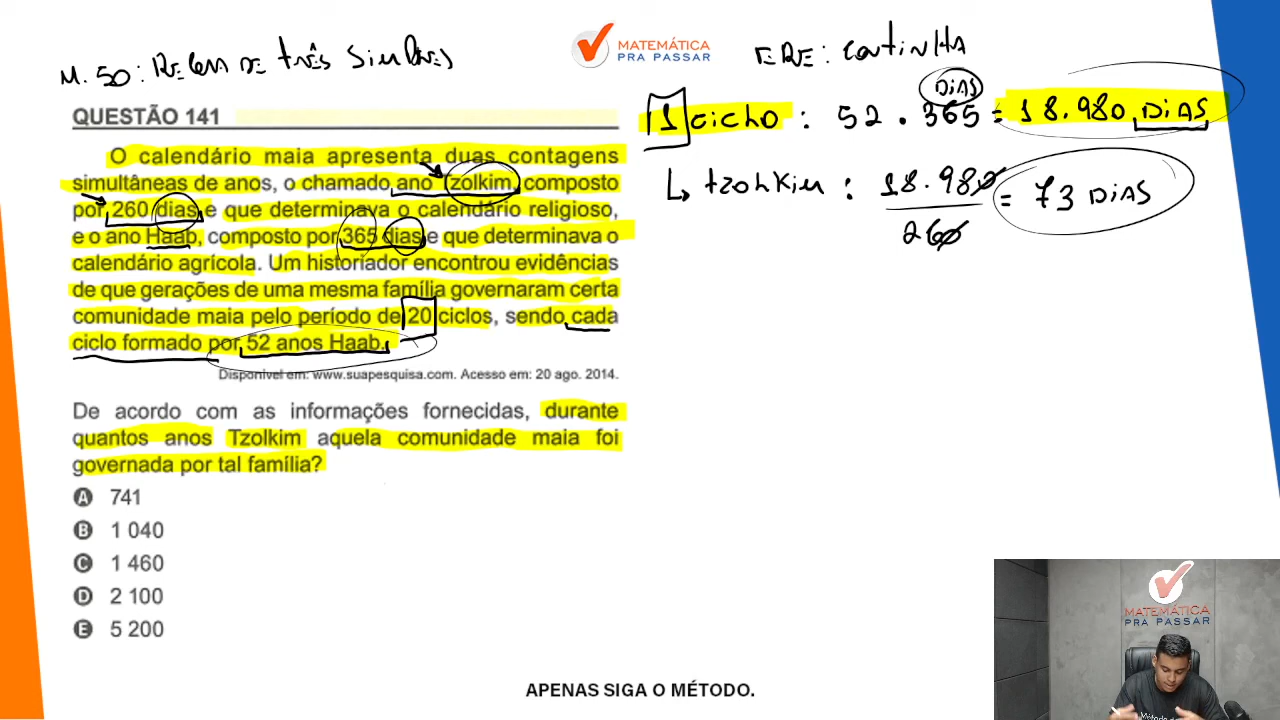 M. 50: REGRA DE TRÊS SIMPLES
MATEMÁTICA
PRA PASSAR
ERE: CONTINHA
QUESTÃO 141
O calendário maia apresenta duas contagens
simultâneas de anos, o chamado ano Tzolkim, composto
por 260 dias e que determinava o calendário religioso,
e o ano Haab, composto por 365 dias e que determinava o
calendário agrícola. Um historiador encontrou evidências
de que gerações de uma mesma família governaram certa
comunidade maia pelo período de 20 ciclos, sendo cada
ciclo formado por 52 anos Haab.
Disponível em: www.suapesquisa.com. Acesso em: 20 ago. 2014.
De acordo com as informações fornecidas, durante
quantos anos Tzolkim aquela comunidade maia foi
governada por tal família?
A 741
B 1 040
C 1 460
D 2 100
E 5 200
DIAS
1 ciclo : 52 . 365 = 18.980 DIAS
↳ tzolkim : 18.980 / 260 = 73 DIAS
MATEMÁTICA
PRA PASSAR
APENAS SIGA O MÉTODO.